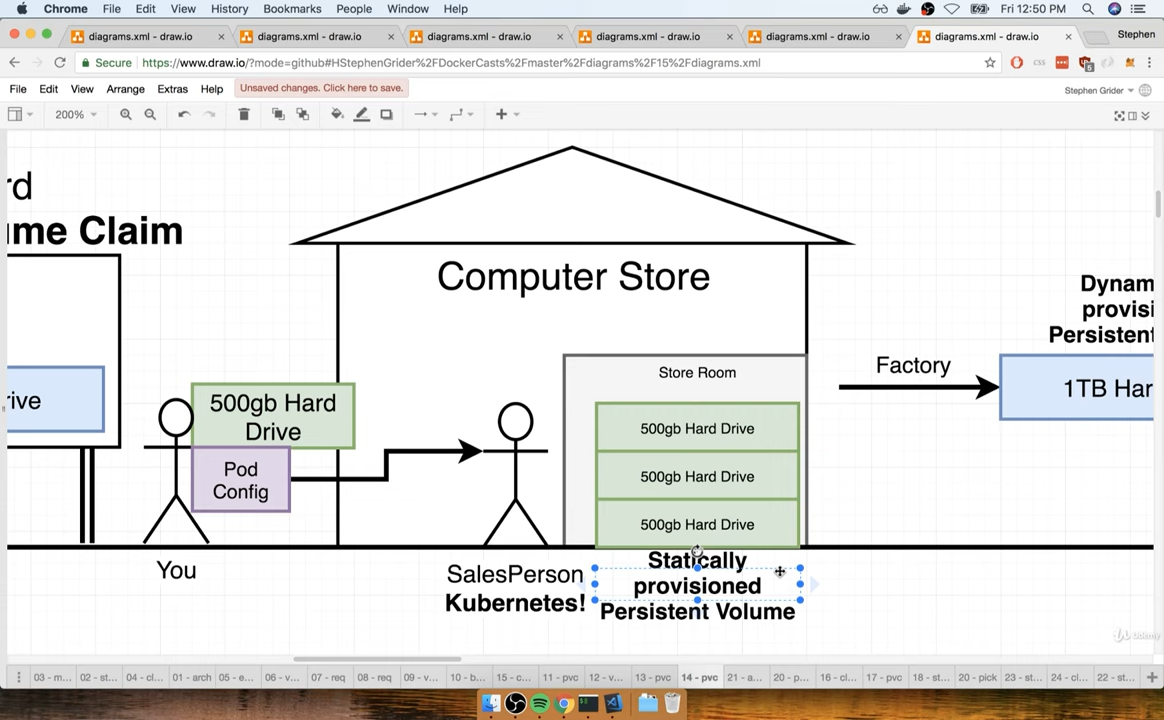 Chrome File Edit View History Bookmarks People Window Help Fri 12:50 PM
diagrams.xml - draw.io diagrams.xml - draw.io diagrams.xml - draw.io diagrams.xml - draw.io diagrams.xml - draw.io diagrams.xml - draw.io Stephen
Secure https://www.draw.io/?mode=github#HStephenGrider%2FDockerCasts%2Fmaster%2Fdiagrams%2F15%2Fdiagrams.xml
File Edit View Arrange Extras Help Unsaved changes. Click here to save. Stephen Grider
200%
rd
ume Claim
Computer Store
Dynam
provisi
Persistent
Factory
Store Room
1TB Har
rive
500gb Hard
Drive
500gb Hard Drive
Pod
Config
500gb Hard Drive
500gb Hard Drive
You
SalesPerson
Kubernetes!
Statically
provisioned
Persistent Volume
Udemy
03 - m... 02 - st... 04 - cl... 01 - arch 05 - e... 06 - v... 07 - req 08 - req 09 - v... 10 - b... 15 - c... 11 - pvc 12 - v... 13 - pvc 14 - pvc 21 - a... 20 - p... 16 - cl... 17 - pvc 18 - st... 20 - pick 23 - st... 24 - cl... 22 - st...